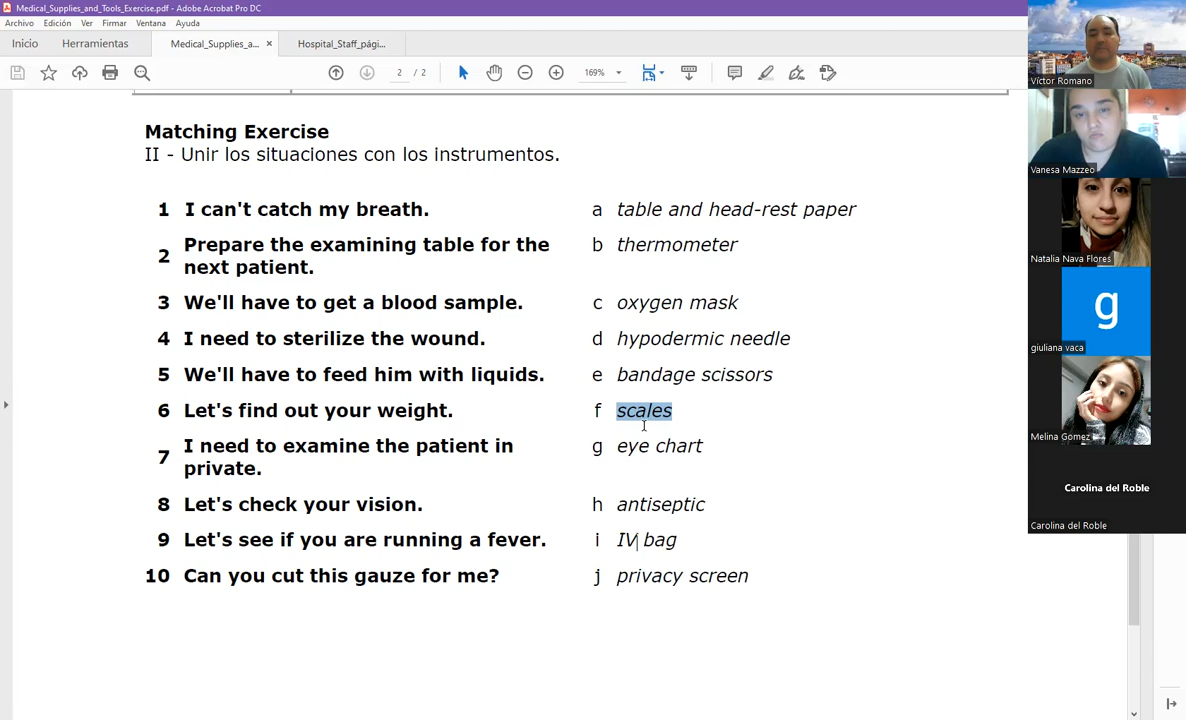 Medical_Supplies_and_Tools_Exercise.pdf - Adobe Acrobat Pro DC
Archivo Edición Ver Firmar Ventana Ayuda
Inicio Herramientas Medical_Supplies_a... × Hospital_Staff_pági...
2 / 2 169%
Matching Exercise
II - Unir los situaciones con los instrumentos.
1 I can't catch my breath. a table and head-rest paper
2 Prepare the examining table for the next patient. b thermometer
3 We'll have to get a blood sample. c oxygen mask
4 I need to sterilize the wound. d hypodermic needle
5 We'll have to feed him with liquids. e bandage scissors
6 Let's find out your weight. f scales
7 I need to examine the patient in private. g eye chart
8 Let's check your vision. h antiseptic
9 Let's see if you are running a fever. i IV bag
10 Can you cut this gauze for me? j privacy screen
Víctor Romano
Vanesa Mazzeo
Natalia Nava Flores
g
giuliana vaca
Melina Gomez
Carolina del Roble
Carolina del Roble